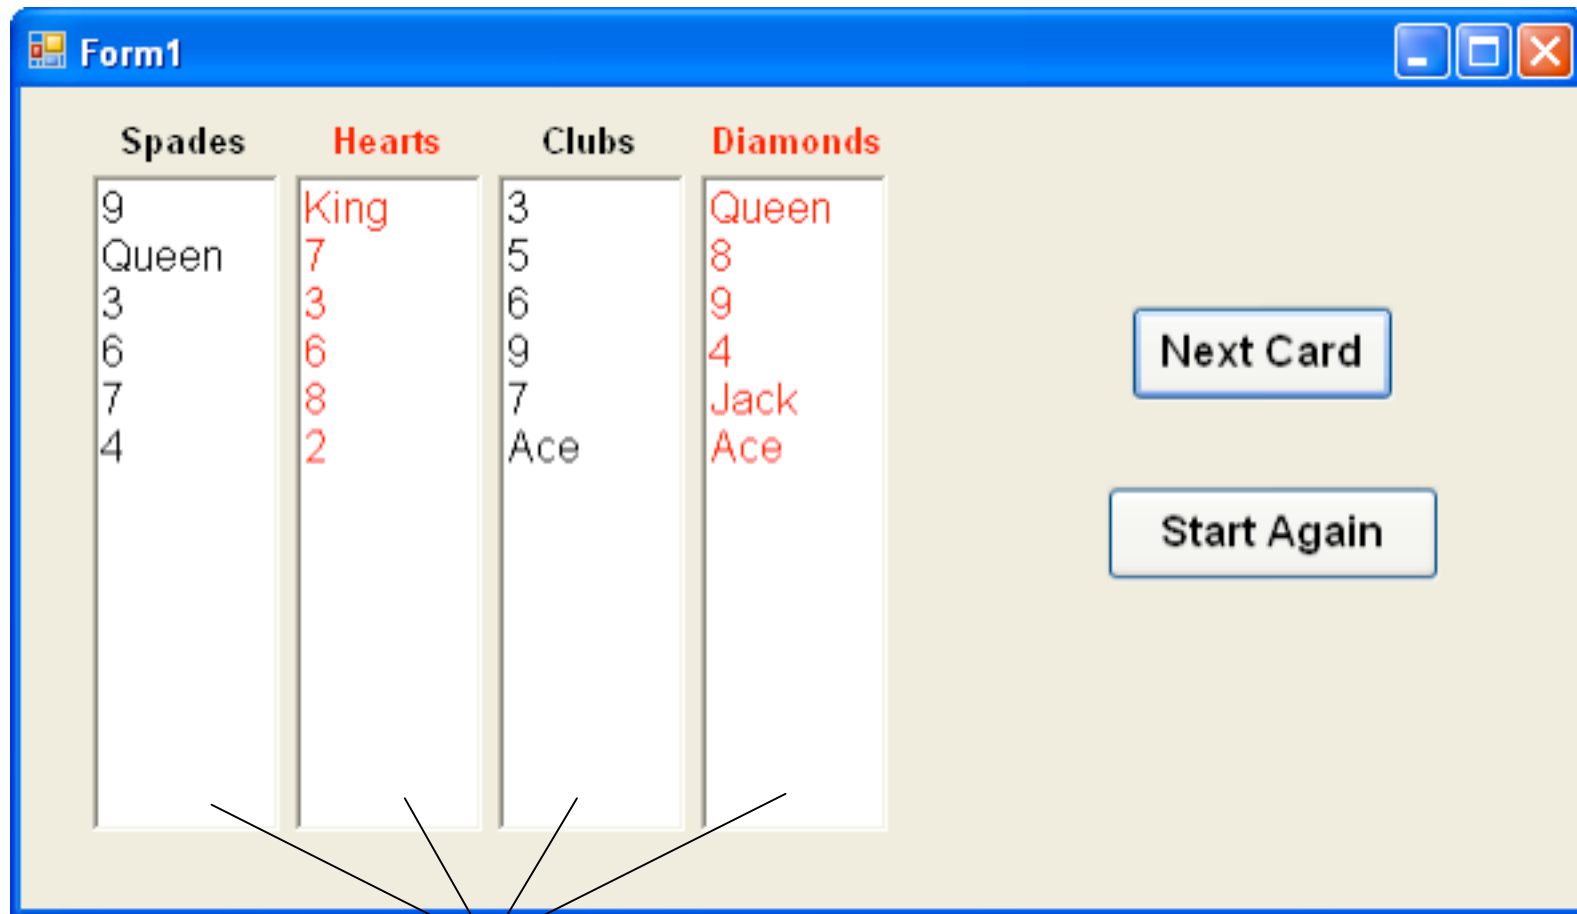 Form1
Spades Hearts Clubs Diamonds
9 King 3 Queen
Queen 7 5 8
3 3 6 9
6 6 9 4
7 8 7 Jack
4 2 Ace Ace
Next Card
Start Again